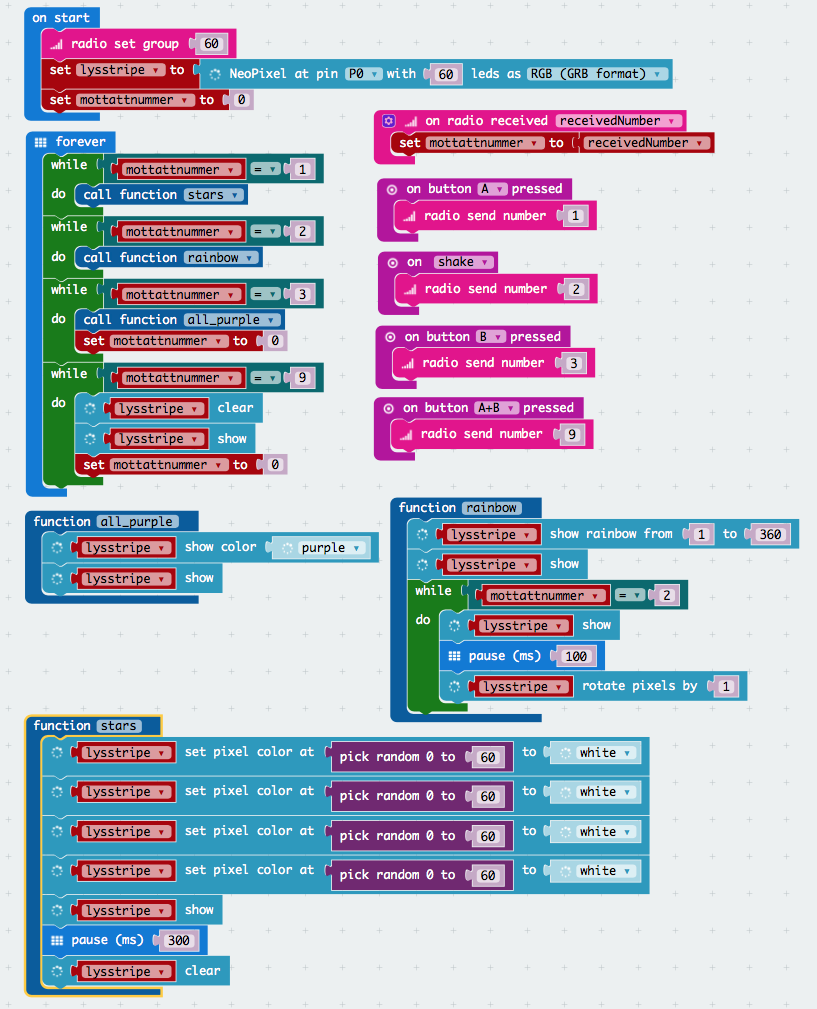 on start
radio set group 60
set lysstripe to NeoPixel at pin P0 with 60 leds as RGB (GRB format)
set mottattnummer to 0
forever
while mottattnummer = 1
do call function stars
while mottattnummer = 2
do call function rainbow
while mottattnummer = 3
do call function all_purple
set mottattnummer to 0
while mottattnummer = 9
do lysstripe clear
lysstripe show
set mottattnummer to 0
on radio received receivedNumber
set mottattnummer to receivedNumber
on button A pressed
radio send number 1
on shake
radio send number 2
on button B pressed
radio send number 3
on button A+B pressed
radio send number 9
function all_purple
lysstripe show color purple
lysstripe show
function rainbow
lysstripe show rainbow from 1 to 360
lysstripe show
while mottattnummer = 2
do lysstripe show
pause (ms) 100
lysstripe rotate pixels by 1
function stars
lysstripe set pixel color at pick random 0 to 60 to white
lysstripe set pixel color at pick random 0 to 60 to white
lysstripe set pixel color at pick random 0 to 60 to white
lysstripe set pixel color at pick random 0 to 60 to white
lysstripe show
pause (ms) 300
lysstripe clear